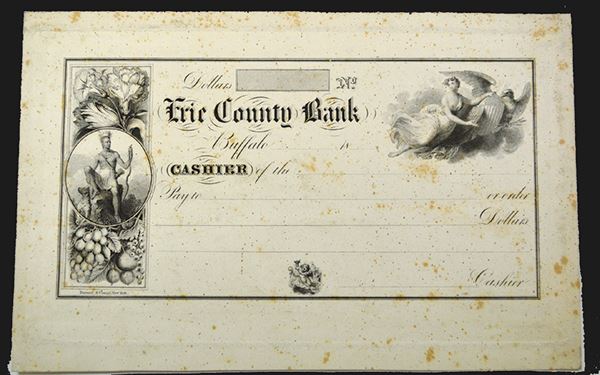 Dollars No
Erie County Bank
Buffalo 18
CASHIER of the
Pay to or order
Dollars
Cashier